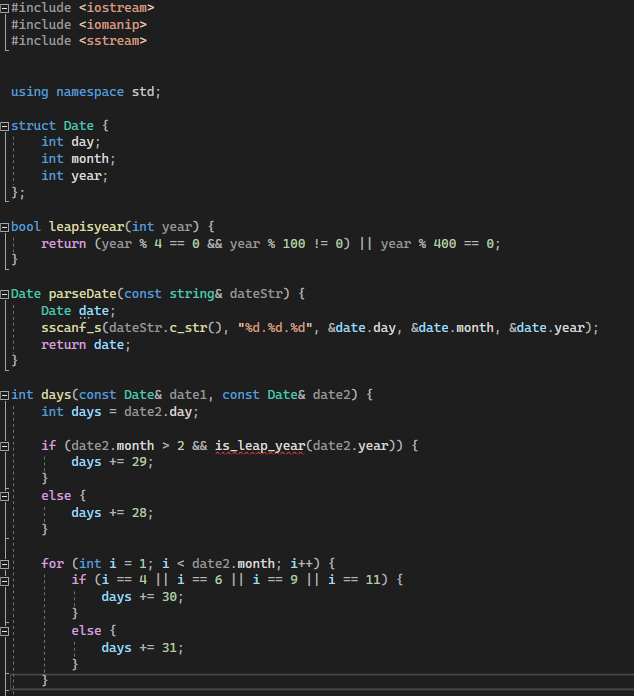 #include <iostream>
#include <iomanip>
#include <sstream>
using namespace std;
struct Date {
int day;
int month;
int year;
};
bool leapisyear(int year) {
return (year % 4 == 0 && year % 100 != 0) || year % 400 == 0;
}
Date parseDate(const string& dateStr) {
Date date;
sscanf_s(dateStr.c_str(), "%d.%d.%d", &date.day, &date.month, &date.year);
return date;
}
int days(const Date& date1, const Date& date2) {
int days = date2.day;
if (date2.month > 2 && is_leap_year(date2.year)) {
days += 29;
}
else {
days += 28;
}
for (int i = 1; i < date2.month; i++) {
if (i == 4 || i == 6 || i == 9 || i == 11) {
days += 30;
}
else {
days += 31;
}
}